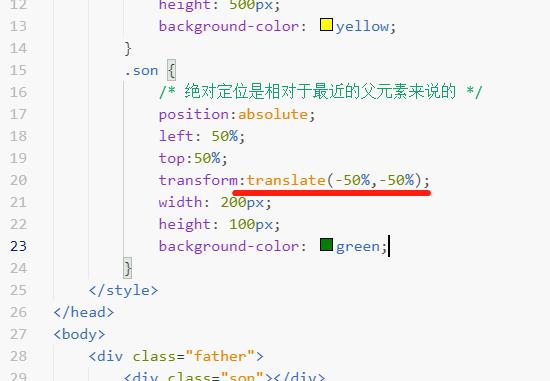 12 height: 500px;
13 background-color: yellow;
14 }
15 .son {
16 /* 绝对定位是相对于最近的父元素来说的 */
17 position:absolute;
18 left: 50%;
19 top:50%;
20 transform:translate(-50%,-50%);
21 width: 200px;
22 height: 100px;
23 background-color: green;
24 }
25 </style>
26 </head>
27 <body>
28 <div class="father">
29 <div class="son"></div>